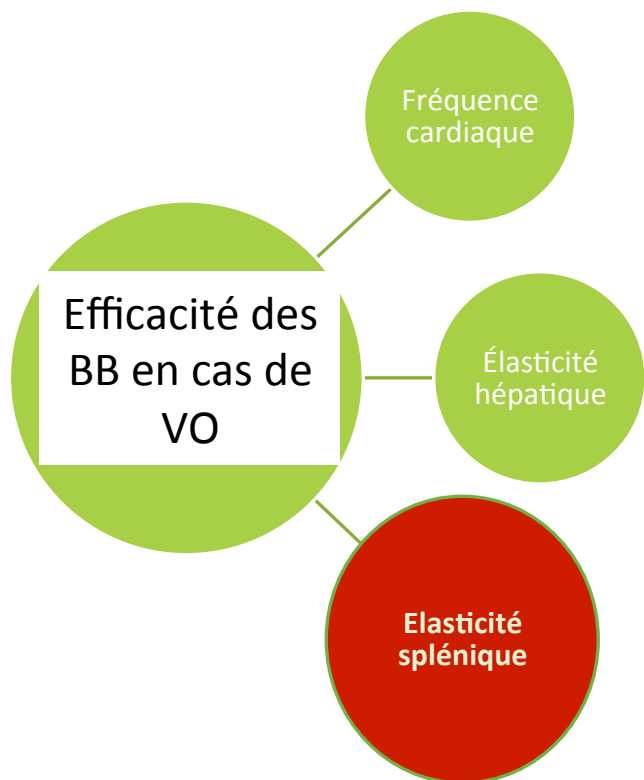 Fréquence
cardiaque
Efficacité des
BB en cas de
VO
Élasticité
hépatique
Elasticité
splénique